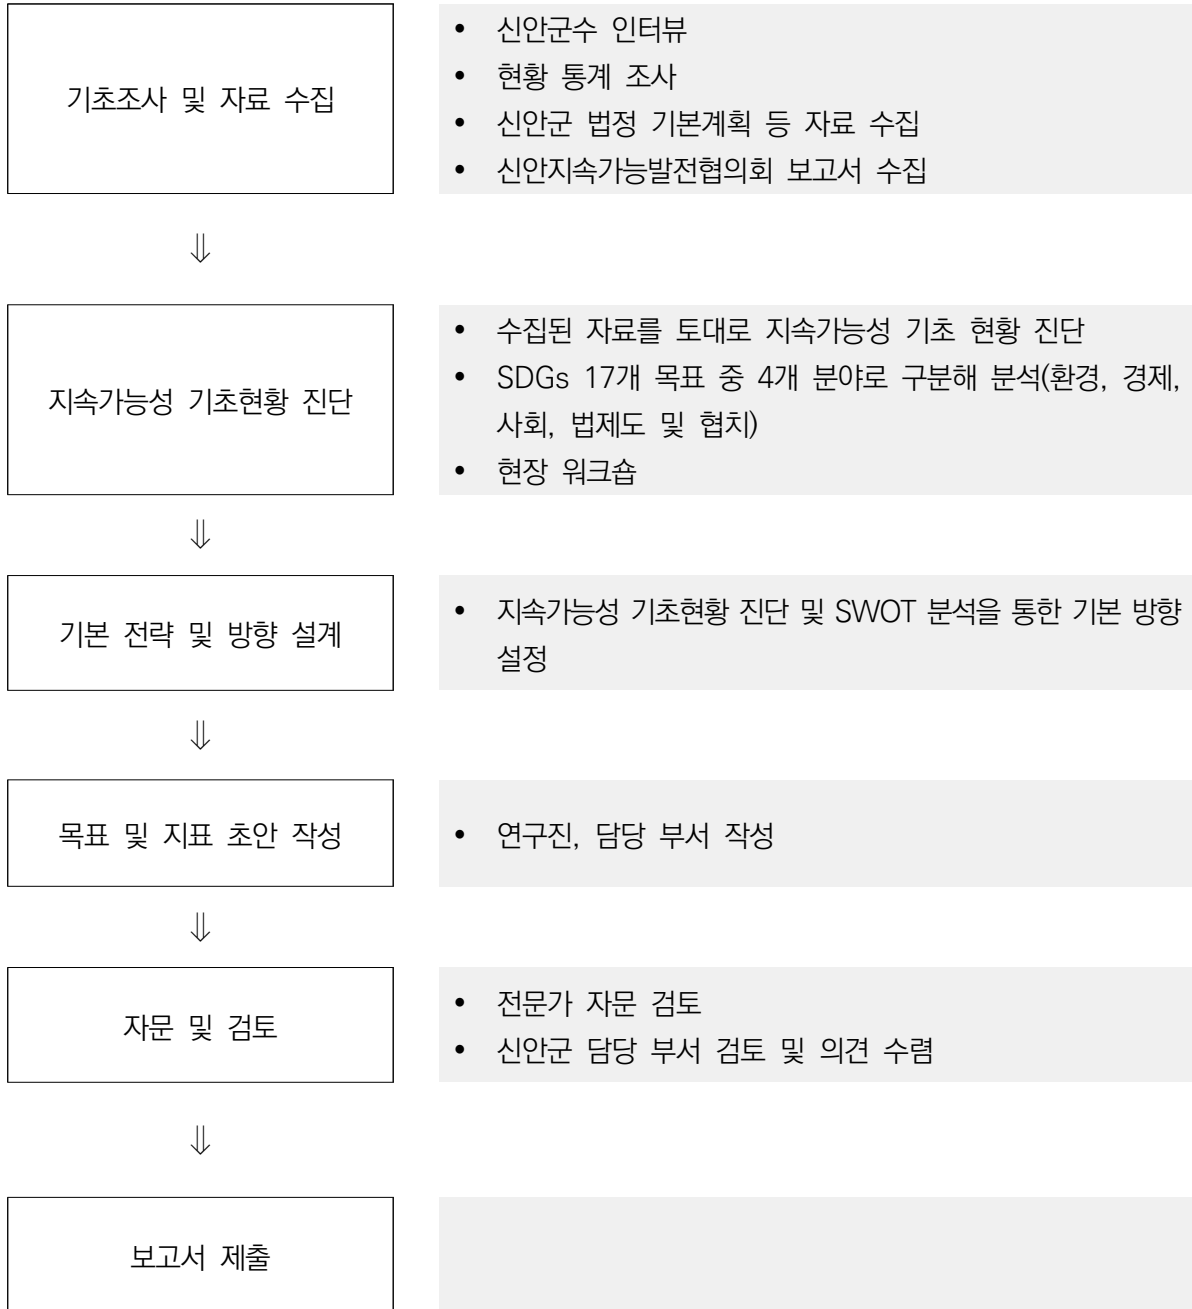 기초조사 및 자료 수집
• 신안군수 인터뷰
• 현황 통계 조사
• 신안군 법정 기본계획 등 자료 수집
• 신안지속가능발전협의회 보고서 수집
⇓
지속가능성 기초현황 진단
• 수집된 자료를 토대로 지속가능성 기초 현황 진단
• SDGs 17개 목표 중 4개 분야로 구분해 분석(환경, 경제,
사회, 법제도 및 협치)
• 현장 워크숍
⇓
기본 전략 및 방향 설계
• 지속가능성 기초현황 진단 및 SWOT 분석을 통한 기본 방향
설정
⇓
목표 및 지표 초안 작성
• 연구진, 담당 부서 작성
⇓
자문 및 검토
• 전문가 자문 검토
• 신안군 담당 부서 검토 및 의견 수렴
⇓
보고서 제출